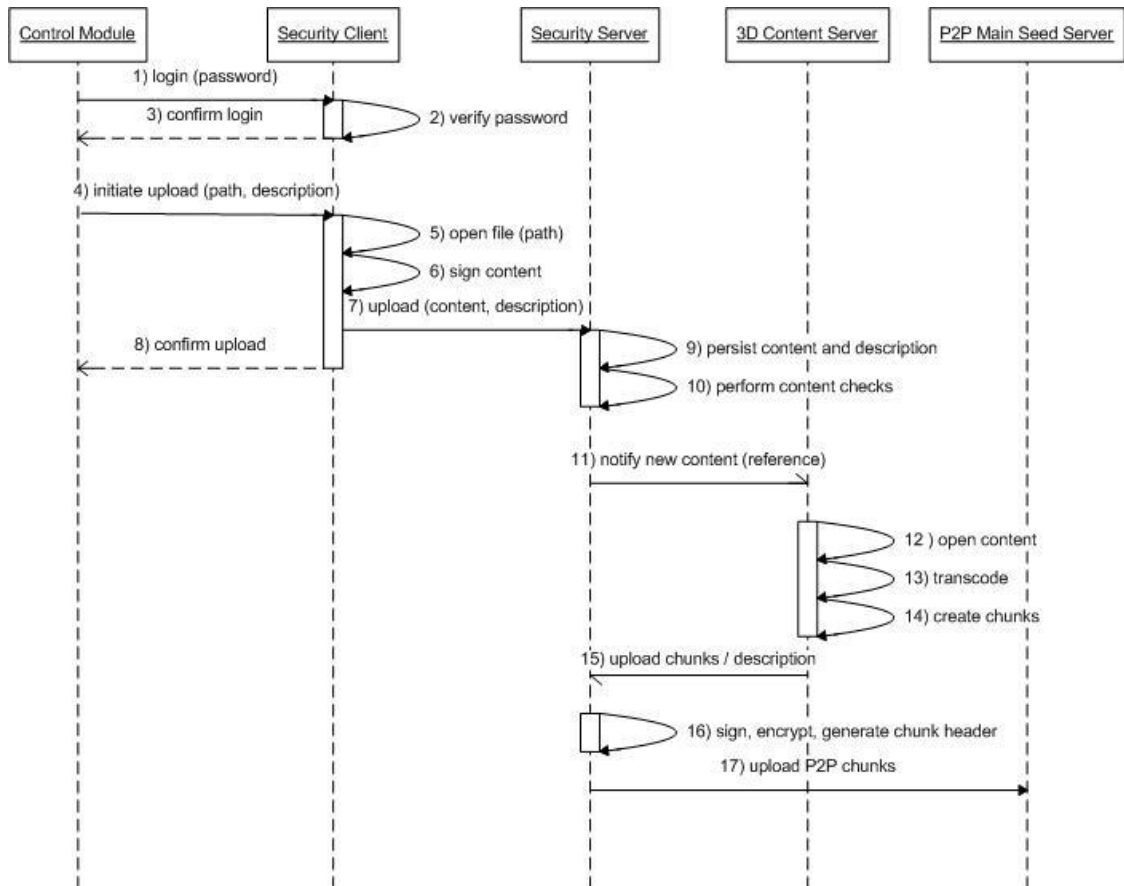 Control Module
Security Client
Security Server
3D Content Server
P2P Main Seed Server
1) login (password)
2) verify password
3) confirm login
4) initiate upload (path, description)
5) open file (path)
6) sign content
7) upload (content, description)
8) confirm upload
9) persist content and description
10) perform content checks
11) notify new content (reference)
12 ) open content
13) transcode
14) create chunks
15) upload chunks / description
16) sign, encrypt, generate chunk header
17) upload P2P chunks